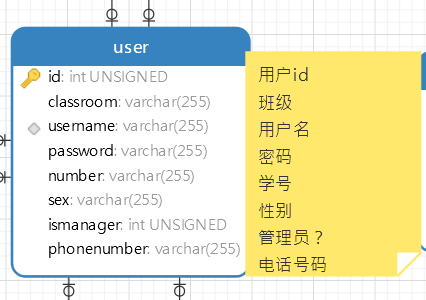 user
id: int UNSIGNED
classroom: varchar(255)
username: varchar(255)
password: varchar(255)
number: varchar(255)
sex: varchar(255)
ismanager: int UNSIGNED
phonenumber: varchar(255)
用户id
班级
用户名
密码
学号
性别
管理员？
电话号码